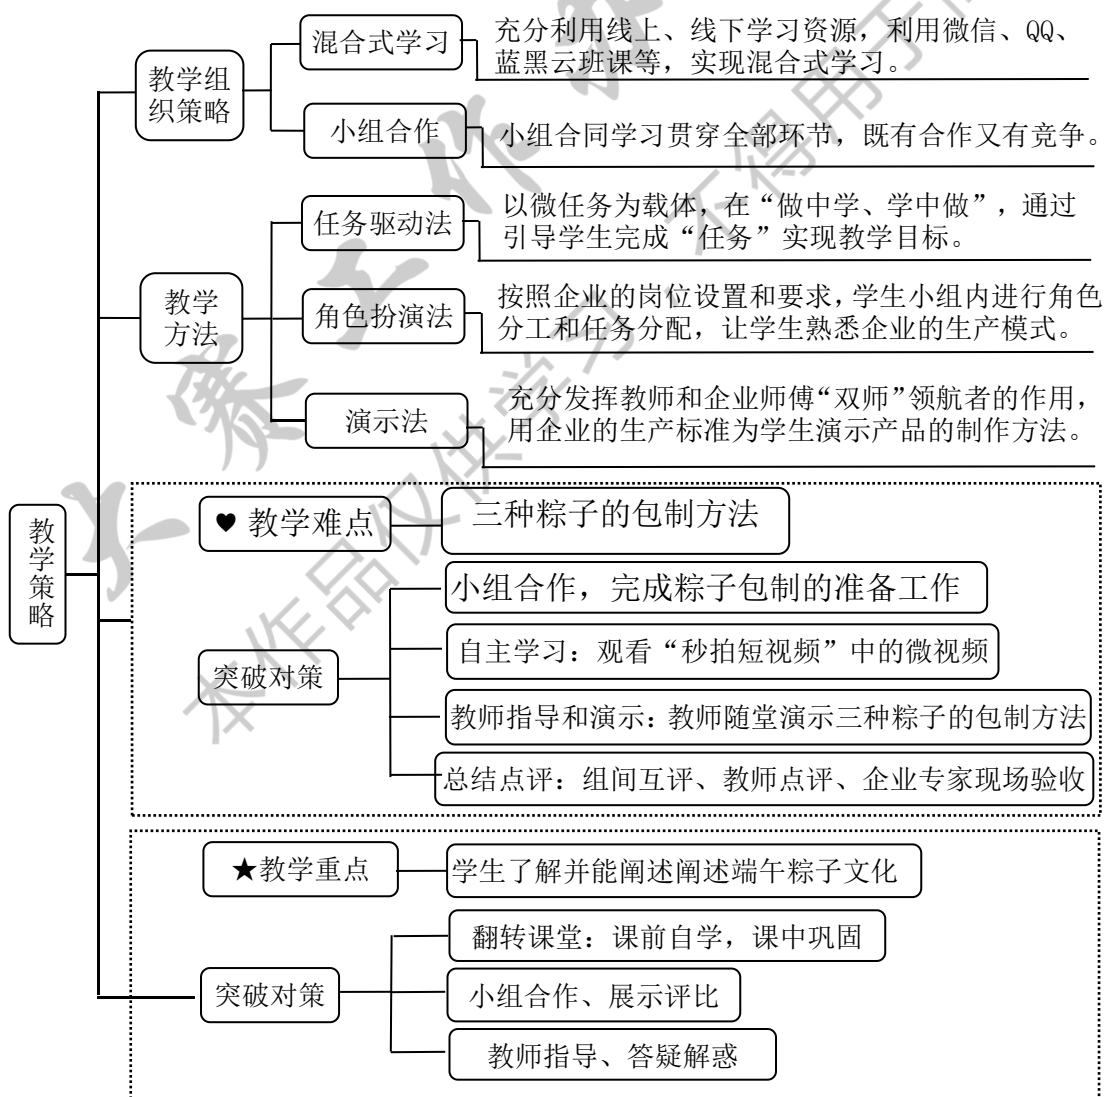 教学策略
教学组
织策略
混合式学习
充分利用线上、线下学习资源，利用微信、QQ、
蓝黑云班课等，实现混合式学习。
小组合作
小组合同学习贯穿全部环节，既有合作又有竞争。
教学
方法
任务驱动法
以微任务为载体，在“做中学、学中做”，通过
引导学生完成“任务”实现教学目标。
角色扮演法
按照企业的岗位设置和要求，学生小组内进行角色
分工和任务分配，让学生熟悉企业的生产模式。
演示法
充分发挥教师和企业师傅“双师”领航者的作用，
用企业的生产标准为学生演示产品的制作方法。
♥ 教学难点
三种粽子的包制方法
突破对策
小组合作，完成粽子包制的准备工作
自主学习：观看“秒拍短视频”中的微视频
教师指导和演示：教师随堂演示三种粽子的包制方法
总结点评：组间互评、教师点评、企业专家现场验收
★教学重点
学生了解并能阐述阐述端午粽子文化
突破对策
翻转课堂：课前自学，课中巩固
小组合作、展示评比
教师指导、答疑解惑
大赛工作
本作品仅供学习，不得用于